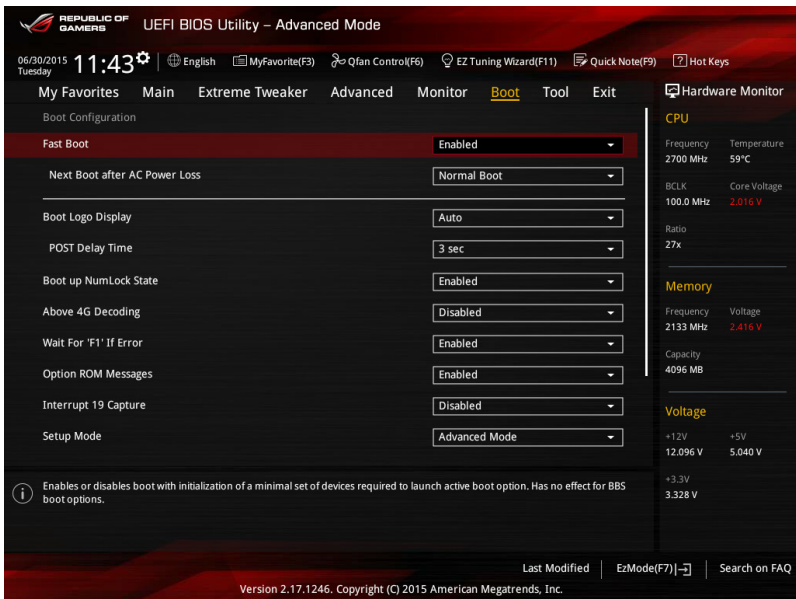 REPUBLIC OF
GAMERS
UEFI BIOS Utility – Advanced Mode
06/30/2015
Tuesday
11:43
English
MyFavorite(F3)
Qfan Control(F6)
EZ Tuning Wizard(F11)
Quick Note(F9)
? Hot Keys
My Favorites Main Extreme Tweaker Advanced Monitor Boot Tool Exit
Boot Configuration
Fast Boot Enabled
Next Boot after AC Power Loss Normal Boot
Boot Logo Display Auto
POST Delay Time 3 sec
Boot up NumLock State Enabled
Above 4G Decoding Disabled
Wait For 'F1' If Error Enabled
Option ROM Messages Enabled
Interrupt 19 Capture Disabled
Setup Mode Advanced Mode
Enables or disables boot with initialization of a minimal set of devices required to launch active boot option. Has no effect for BBS
boot options.
Hardware Monitor
CPU
Frequency Temperature
2700 MHz 59°C
BCLK Core Voltage
100.0 MHz 2.016 V
Ratio
27x
Memory
Frequency Voltage
2133 MHz 2.416 V
Capacity
4096 MB
Voltage
+12V +5V
12.096 V 5.040 V
+3.3V
3.328 V
Last Modified
EzMode(F7)
Search on FAQ
Version 2.17.1246. Copyright (C) 2015 American Megatrends, Inc.